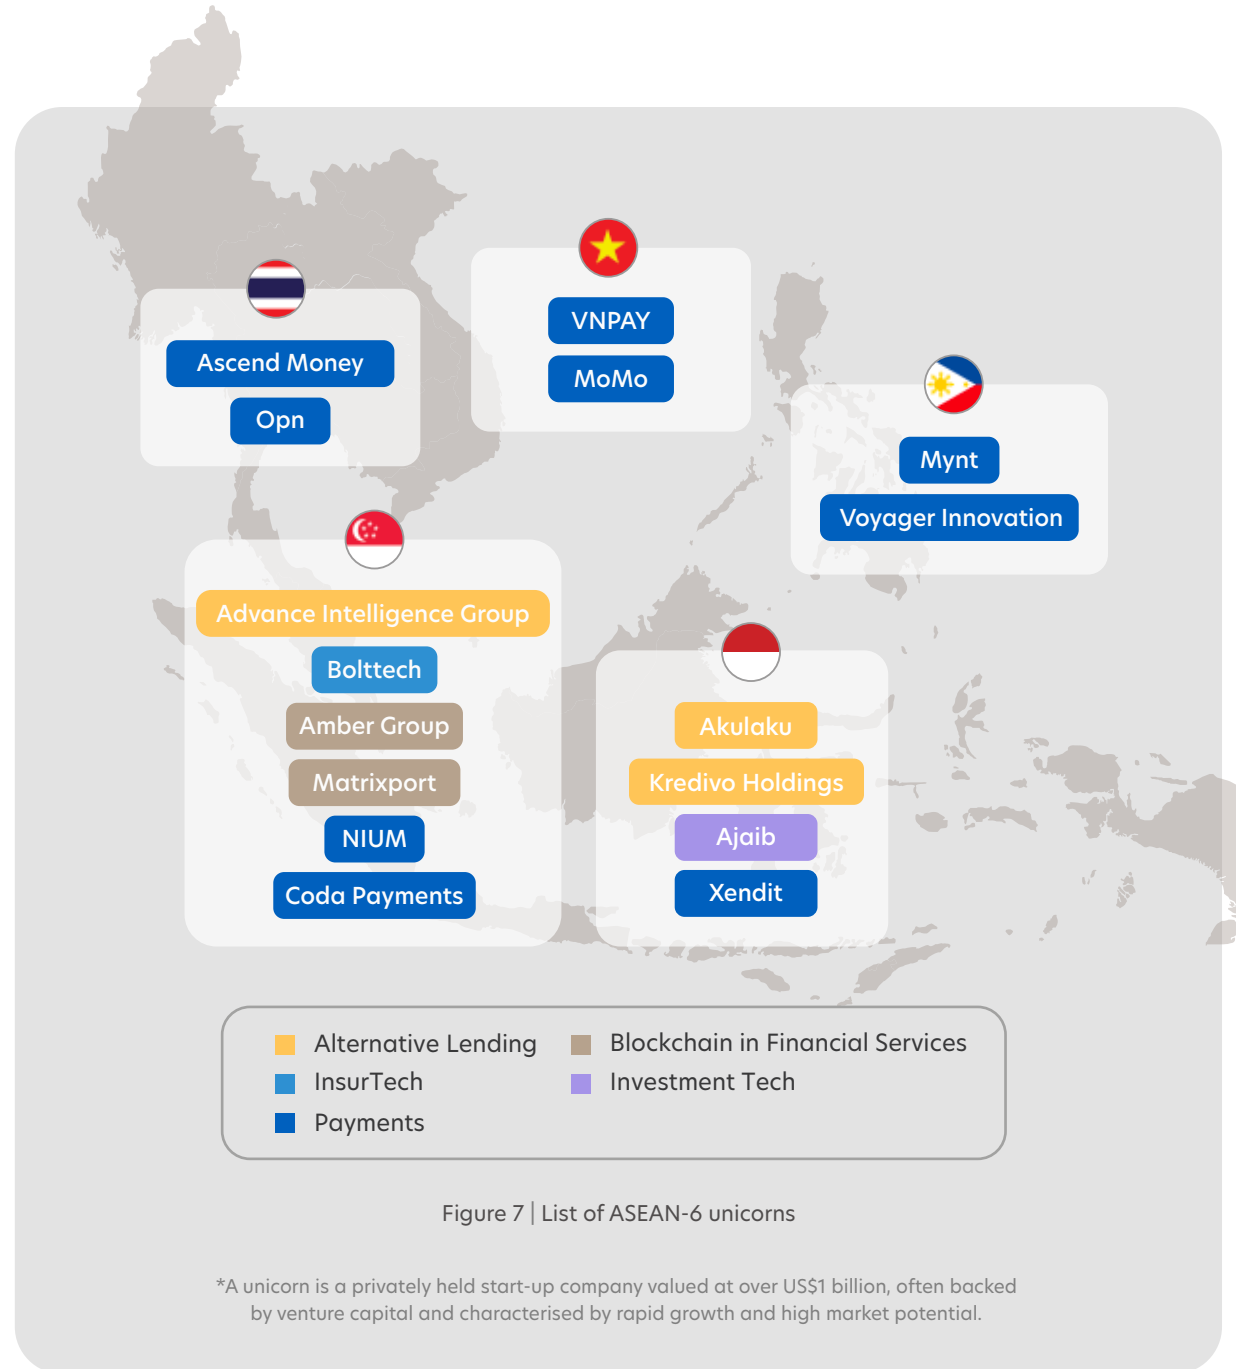 VNPAY
MoMo
Ascend Money
Opn
Mynt
Voyager Innovation
Advance Intelligence Group
Bolttech
Amber Group
Matrixport
NIUM
Coda Payments
Akulaku
Kredivo Holdings
Ajaib
Xendit
Alternative Lending
Blockchain in Financial Services
InsurTech
Investment Tech
Payments
Figure 7 | List of ASEAN-6 unicorns
*A unicorn is a privately held start-up company valued at over US$1 billion, often backed
by venture capital and characterised by rapid growth and high market potential.